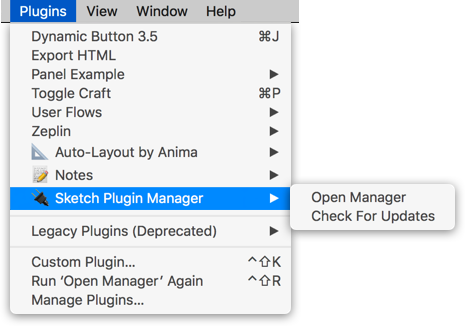 Plugins View Window Help
Dynamic Button 3.5 ⌘J
Export HTML
Panel Example ▶
Toggle Craft ⌘P
User Flows ▶
Zeplin ▶
Auto-Layout by Anima ▶
Notes ▶
Sketch Plugin Manager ▶
Open Manager
Check For Updates
Legacy Plugins (Deprecated) ▶
Custom Plugin... ^⇧K
Run ‘Open Manager’ Again ^⇧R
Manage Plugins...